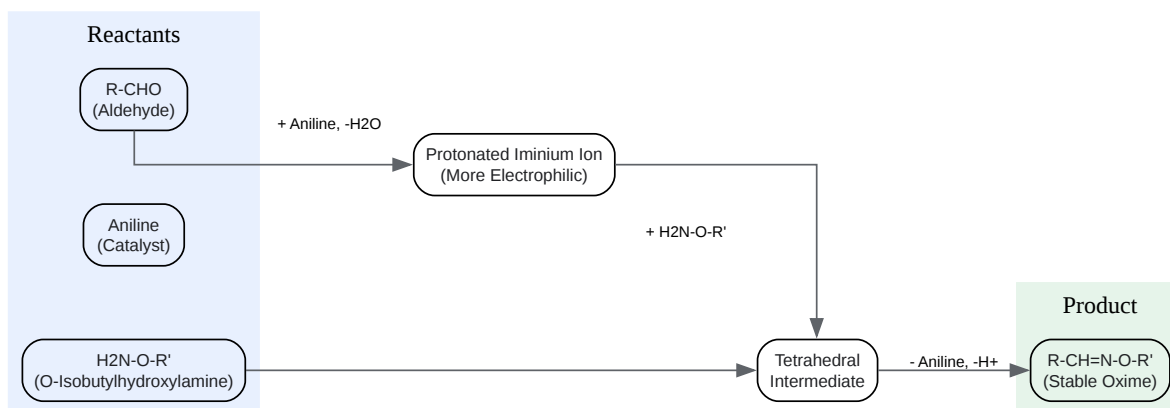 Reactants
R-CHO
(Aldehyde)
+ Aniline, -H2O
Protonated Iminium Ion
(More Electrophilic)
Aniline
(Catalyst)
+ H2N-O-R'
Product
H2N-O-R'
(O-Isobutylhydroxylamine)
Tetrahedral
Intermediate
- Aniline, -H+
R-CH=N-O-R'
(Stable Oxime)